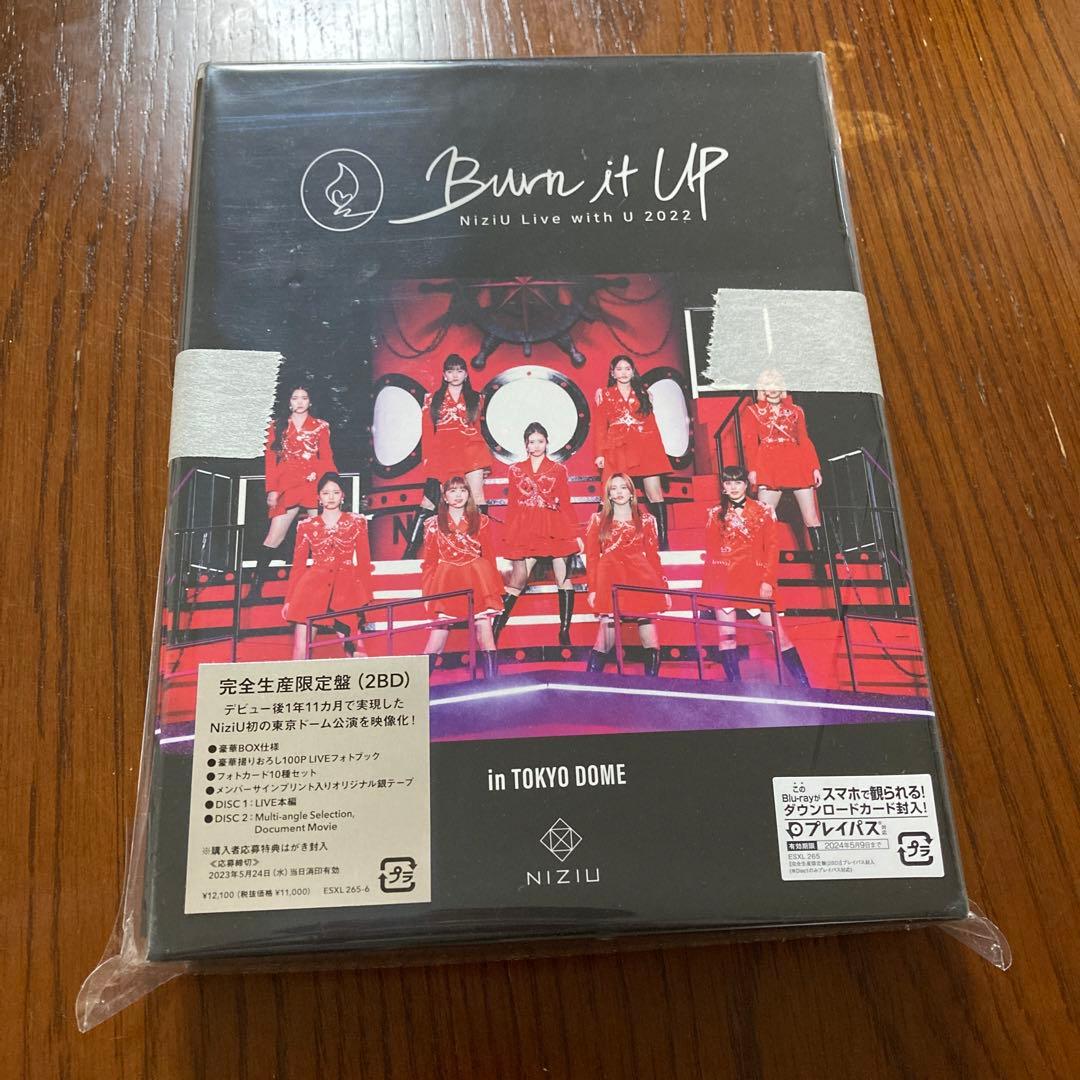 Burn it UP
NiziU Live with U 2022
完全生産限定盤（2BD）
デビュー後1年11カ月で実現した
NiziU初の東京ドーム公演を映像化！
●豪華BOX仕様
●豪華撮りおろし100P LIVEフォトブック
●フォトカード10種セット
●メンバーサインプリント入りオリジナル銀テープ
●DISC 1：LIVE本編
●DISC 2：Multi-angle Selection,
Document Movie
※購入者応募特典はがき封入
≪応募締切≫
2023年5月24日（水）当日消印有効
¥12,100（税抜価格 ¥11,000） ESXL 265-6
プラ
in TOKYO DOME
NIZIU
この
Blu-rayが スマホで観られる！
ダウンロードカード封入！
プレイパス対応
有効期限 2024年5月9日まで
ESXL 265
プラ